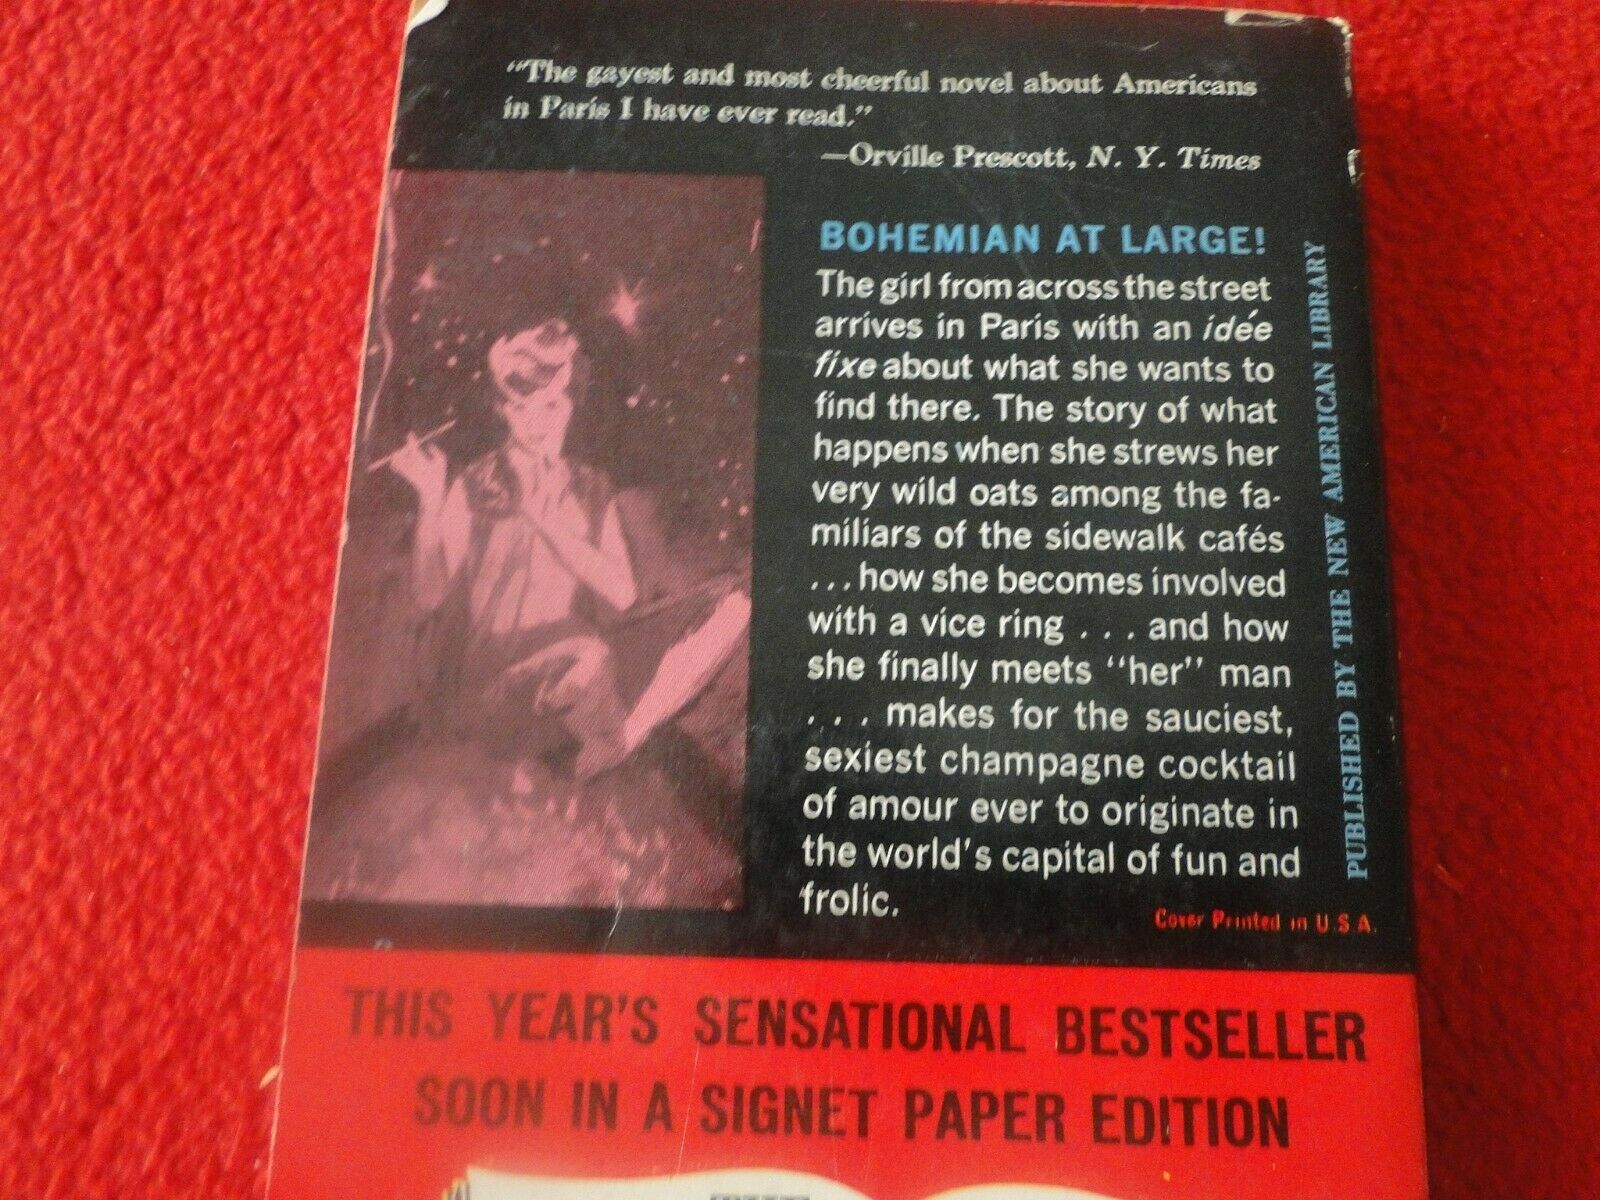 "The gayest and most cheerful novel about Americans
in Paris I have ever read."
—Orville Prescott, N. Y. Times
BOHEMIAN AT LARGE!
The girl from across the street
arrives in Paris with an idée
fixe about what she wants to
find there. The story of what
happens when she strews her
very wild oats among the fa-
miliars of the sidewalk cafés
...how she becomes involved
with a vice ring . . . and how
she finally meets "her" man
. . . makes for the sauciest,
sexiest champagne cocktail
of amour ever to originate in
the world's capital of fun and
frolic.
Cover Printed in U.S.A.
PUBLISHED BY THE NEW AMERICAN LIBRARY
THIS YEAR'S SENSATIONAL BESTSELLER
SOON IN A SIGNET PAPER EDITION